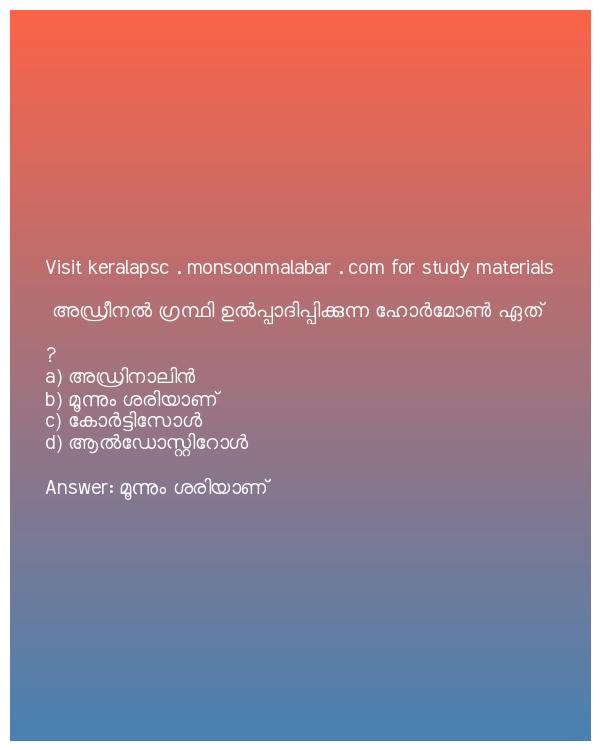 Visit keralapsc . monsoonmalabar . com for study materials
അഡ്രീനൽ ഗ്രന്ഥി ഉൽപ്പാദിപ്പിക്കുന്ന ഹോർമോൺ ഏത്
?
a) അഡ്രിനാലിൻ
b) മൂന്നും ശരിയാണ്
c) കോർട്ടിസോൾ
d) ആൽഡോസ്റ്റിറോൾ
Answer: മൂന്നും ശരിയാണ്